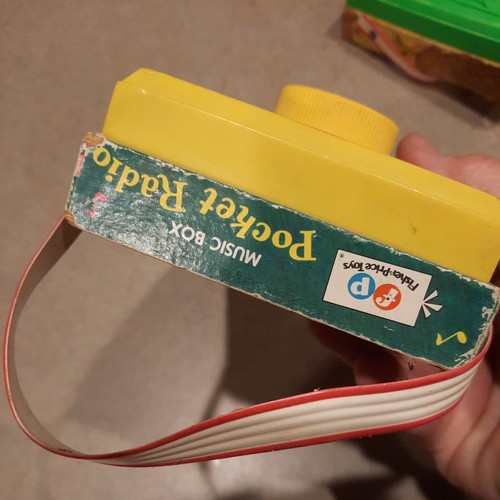 fp
Fisher-Price Toys
MUSIC BOX
Pocket Radio